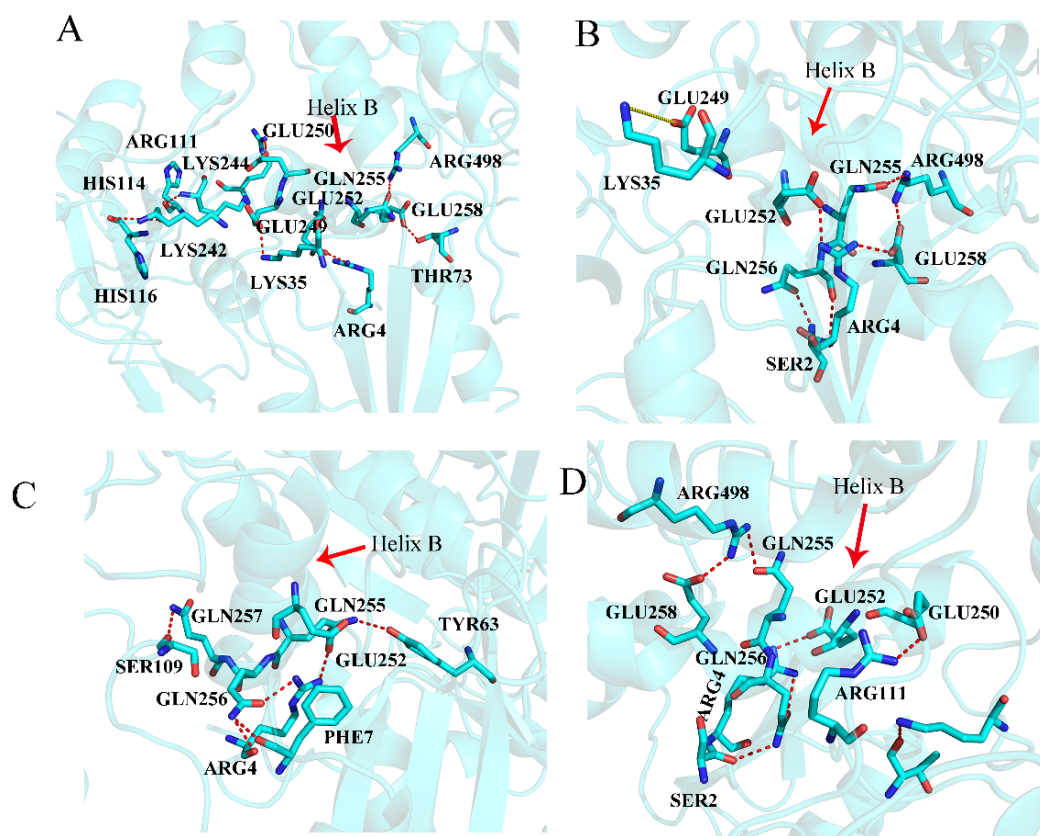 A
Helix B
GLU250
ARG111
LYS244
ARG498
HIS114
GLN255
GLU252
GLU258
GLU249
LYS242
LYS35
THR73
HIS116
ARG4
B
Helix B
GLU249
LYS35
GLN255
ARG498
GLU252
GLN256
GLU258
ARG4
SER2
C
Helix B
GLN257
GLN255
TYR63
SER109
GLU252
GLN256
PHE7
ARG4
D
Helix B
ARG498
GLN255
GLU252
GLU250
GLU258
GLN256
ARG4
ARG111
SER2